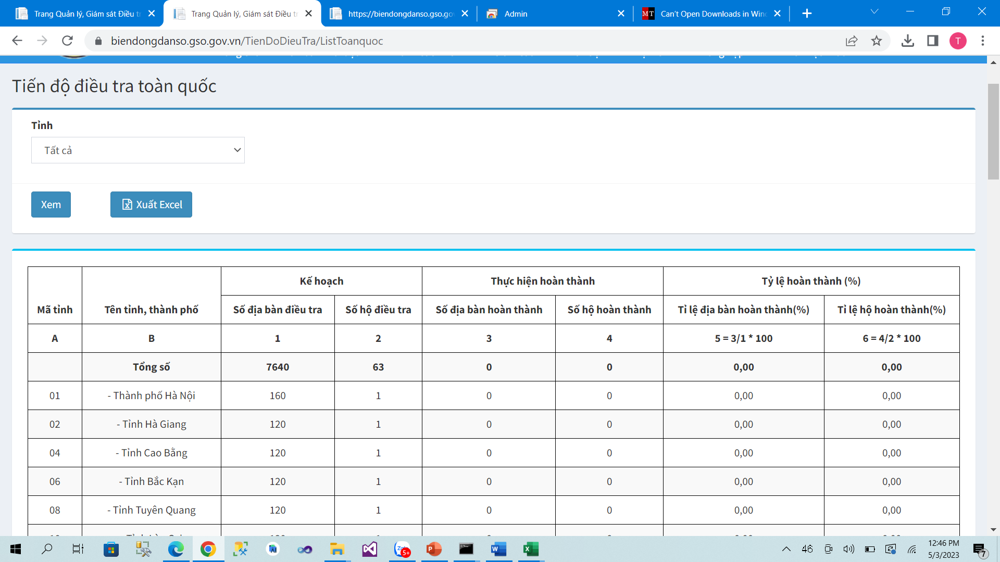 Trang Quản lý, Giám sát Điều tr
Trang Quản lý, Giám sát Điều tr
https://biendongdanso.gso.go
Admin
MT
Can't Open Downloads in Win
biendongdanso.gso.gov.vn/TienDoDieuTra/ListToanquoc
T
Tiến độ điều tra toàn quốc
Tỉnh
Tất cả
Xem
Xuất Excel
Kế hoạch Thực hiện hoàn thành Tỷ lệ hoàn thành (%)
Mã tỉnh Tên tỉnh, thành phố Số địa bàn điều tra Số hộ điều tra Số địa bàn hoàn thành Số hộ hoàn thành Tỉ lệ địa bàn hoàn thành(%) Tỉ lệ hộ hoàn thành(%)
A B 1 2 3 4 5 = 3/1 * 100 6 = 4/2 * 100
Tổng số 7640 63 0 0 0,00 0,00
01 - Thành phố Hà Nội 160 1 0 0 0,00 0,00
02 - Tỉnh Hà Giang 120 1 0 0 0,00 0,00
04 - Tỉnh Cao Bằng 120 1 0 0 0,00 0,00
06 - Tỉnh Bắc Kạn 120 1 0 0 0,00 0,00
08 - Tỉnh Tuyên Quang 120 1 0 0 0,00 0,00
5+
46
12:46 PM
5/3/2023
7